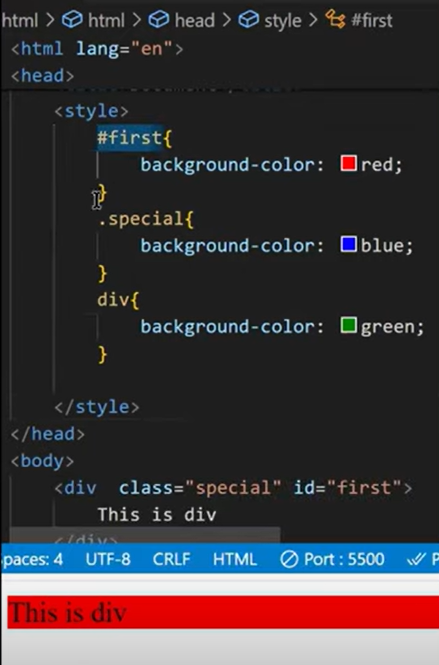 html > html > head > style > #first
<html lang="en">
<head>
<style>
#first{
background-color: red;
}
.special{
background-color: blue;
}
div{
background-color: green;
}
</style>
</head>
<body>
<div class="special" id="first">
This is div
</div>
paces: 4 UTF-8 CRLF HTML Port : 5500 P
This is div